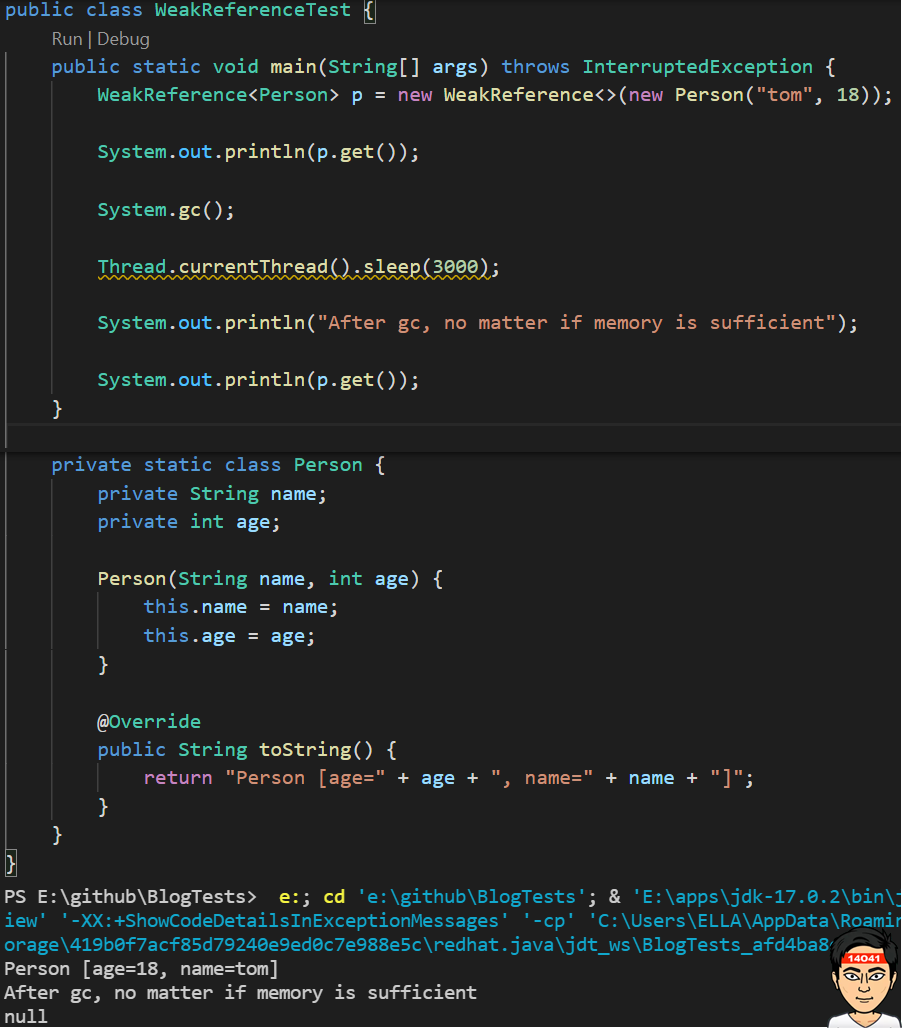 public class WeakReferenceTest {
Run | Debug
public static void main(String[] args) throws InterruptedException {
WeakReference<Person> p = new WeakReference<>(new Person("tom", 18));
System.out.println(p.get());
System.gc();
Thread.currentThread().sleep(3000);
System.out.println("After gc, no matter if memory is sufficient");
System.out.println(p.get());
}
private static class Person {
private String name;
private int age;
Person(String name, int age) {
this.name = name;
this.age = age;
}
@Override
public String toString() {
return "Person [age=" + age + ", name=" + name + "]";
}
}
}
PS E:\github\BlogTests>  e:; cd 'e:\github\BlogTests'; & 'E:\apps\jdk-17.0.2\bin\
iew' '-XX:+ShowCodeDetailsInExceptionMessages' '-cp' 'C:\Users\ELLA\AppData\Roamin
orage\419b0f7acf85d79240e9ed0c7e988e5c\redhat.java\jdt_ws\BlogTests_afd4ba8
14041
Person [age=18, name=tom]
After gc, no matter if memory is sufficient
null